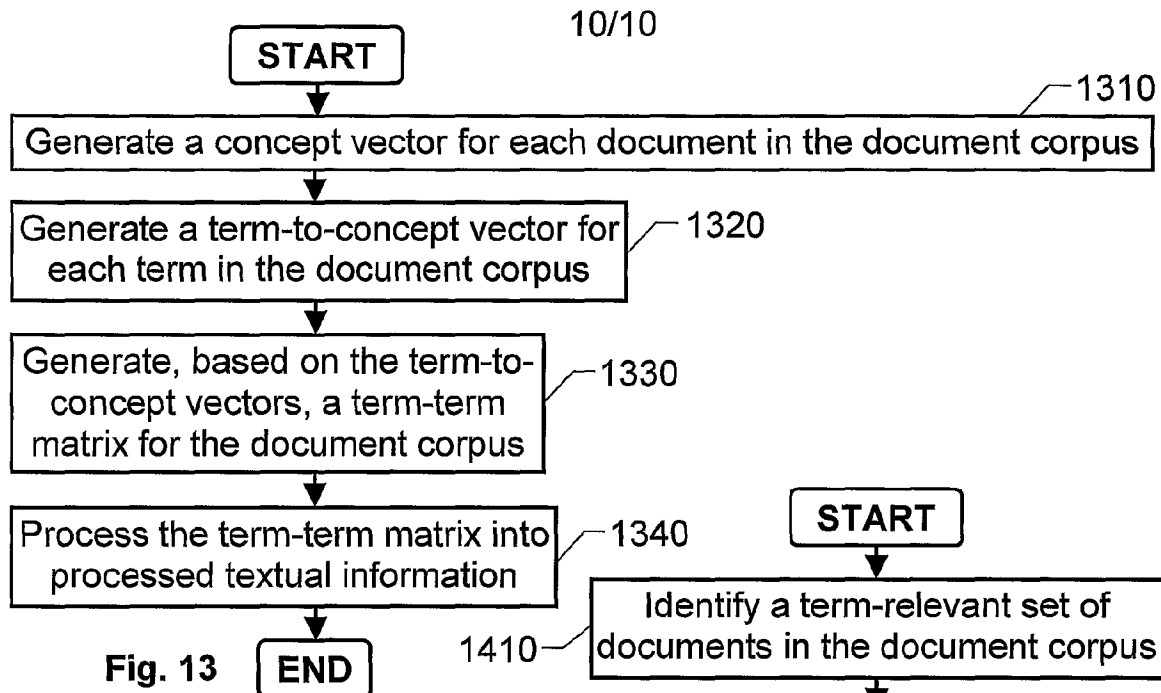 10/10
START
1310
Generate a concept vector for each document in the document corpus
Generate a term-to-concept vector for
each term in the document corpus
1320
Generate, based on the term-to-
concept vectors, a term-term
matrix for the document corpus
1330
Process the term-term matrix into
processed textual information
1340
END
Fig. 13
START
Identify a term-relevant set of
documents in the document corpus
1410